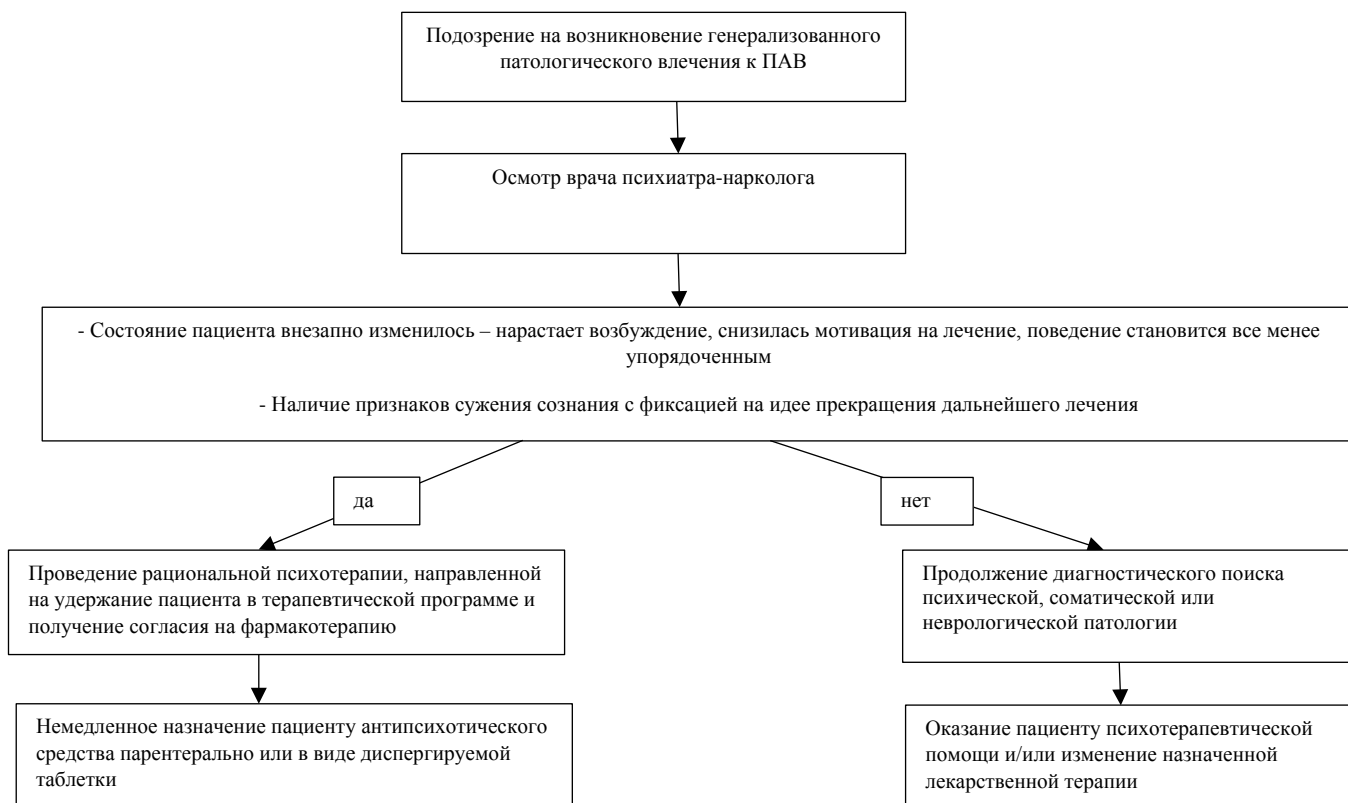 Подозрение на возникновение генерализованного
патологического влечения к ПАВ
Осмотр врача психиатра-нарколога
- Состояние пациента внезапно изменилось – нарастает возбуждение, снизилась мотивация на лечение, поведение становится все менее
упорядоченным
- Наличие признаков сужения сознания с фиксацией на идее прекращения дальнейшего лечения
да
нет
Проведение рациональной психотерапии, направленной
на удержание пациента в терапевтической программе и
получение согласия на фармакотерапию
Продолжение диагностического поиска
психической, соматической или
неврологической патологии
Немедленное назначение пациенту антипсихотического
средства парентерально или в виде диспергируемой
таблетки
Оказание пациенту психотерапевтической
помощи и/или изменение назначенной
лекарственной терапии